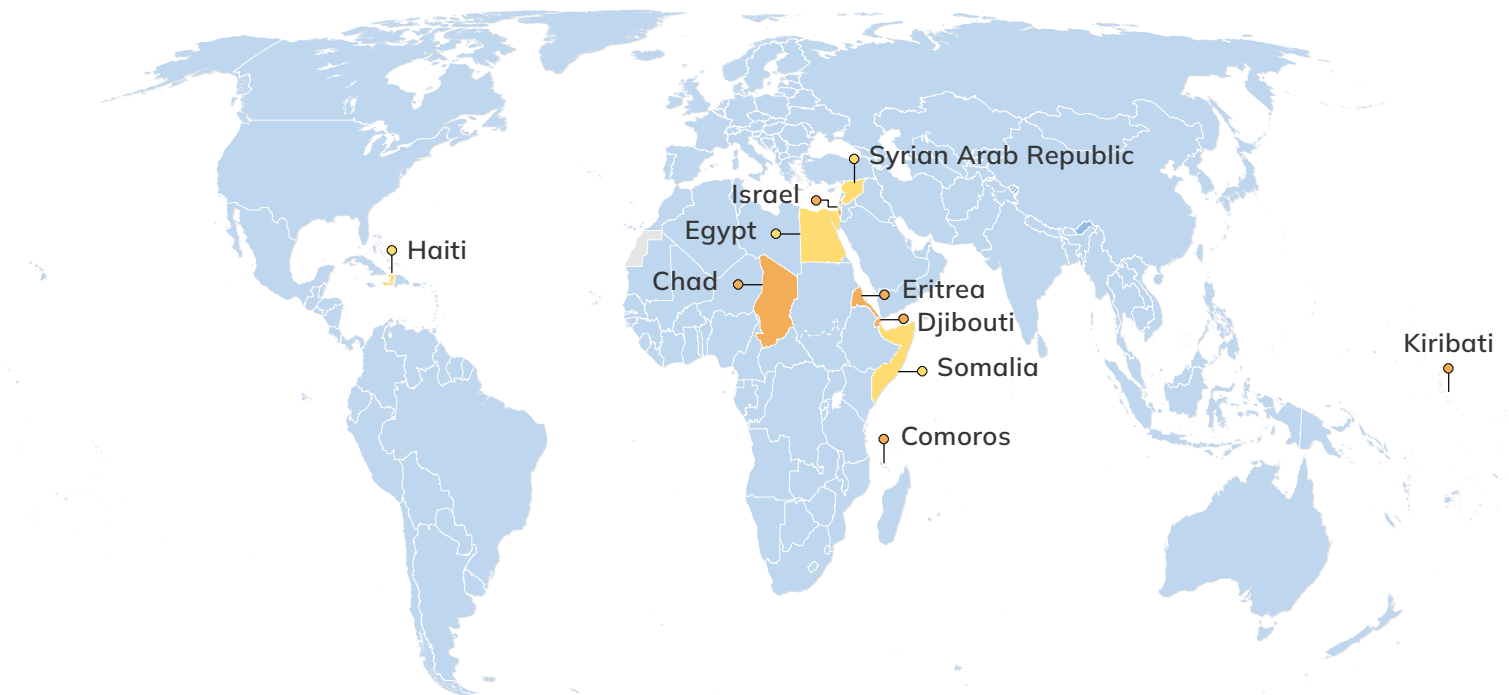 Syrian Arab Republic
Israel
Egypt
Haiti
Chad
Eritrea
Djibouti
Kiribati
Somalia
Comoros